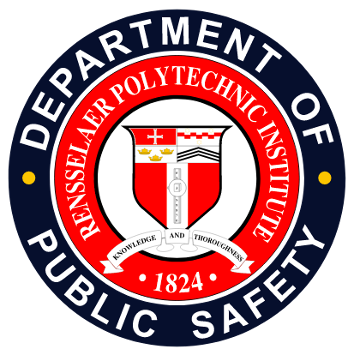 DEPARTMENT OF
PUBLIC SAFETY
RENSSELAER POLYTECHNIC INSTITUTE
KNOWLEDGE AND THOROUGHNESS
• 1824 •